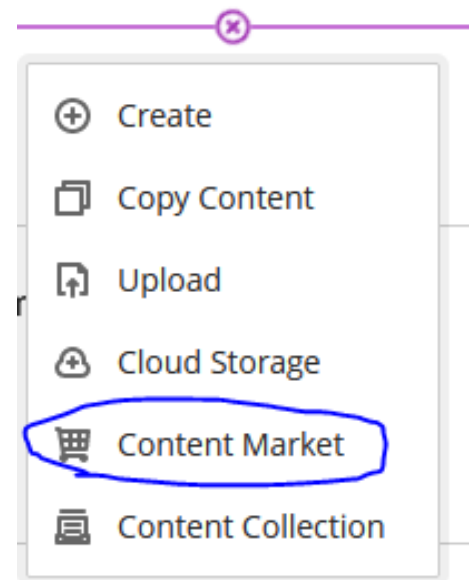 Create
Copy Content
Upload
Cloud Storage
Content Market
Content Collection